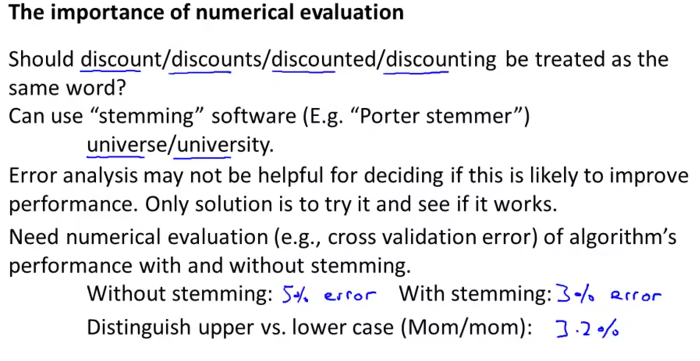 The importance of numerical evaluation
Should discount/discounts/discounted/discounting be treated as the
same word?
Can use “stemming” software (E.g. “Porter stemmer”)
universe/university.
Error analysis may not be helpful for deciding if this is likely to improve
performance. Only solution is to try it and see if it works.
Need numerical evaluation (e.g., cross validation error) of algorithm’s
performance with and without stemming.
Without stemming: 5% error With stemming: 3% error
Distinguish upper vs. lower case (Mom/mom): 3.2%